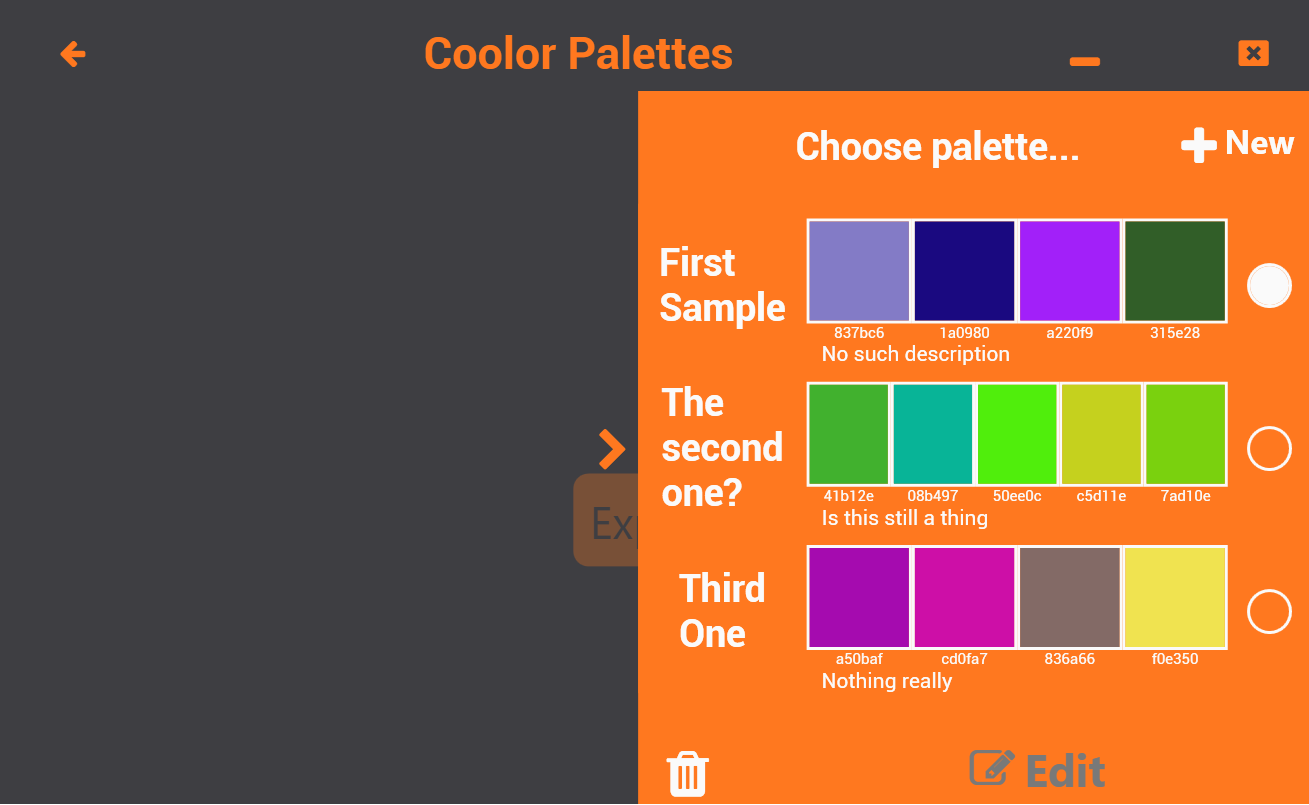 Coolor Palettes
Choose palette...
New
First
Sample
837bc6 1a0980 a220f9 315e28
No such description
The
second
one?
41b12e 08b497 50ee0c c5d11e 7ad10e
Is this still a thing
Exp
Third
One
a50baf cd0fa7 836a66 f0e350
Nothing really
Edit